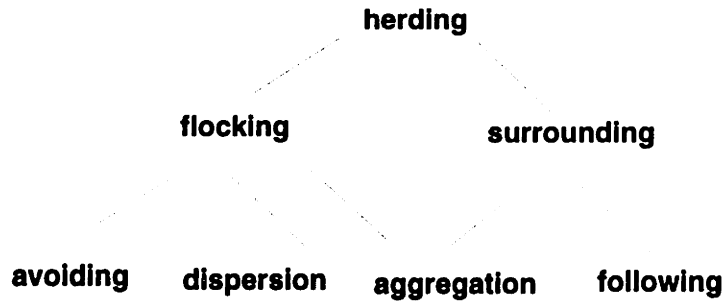 herding
flocking
surrounding
avoiding
dispersion
aggregation
following